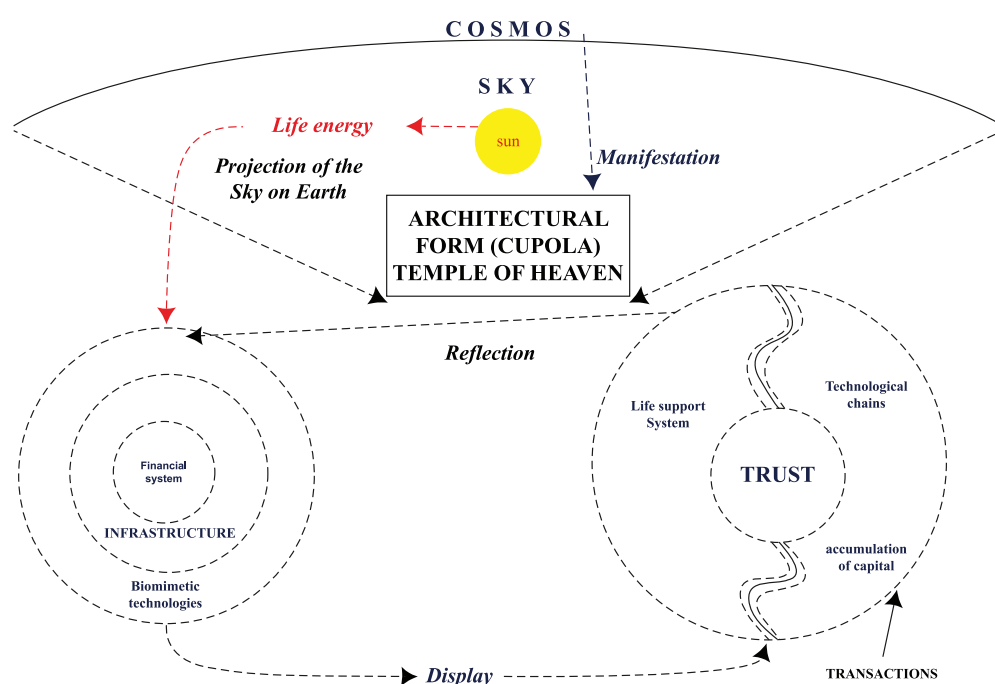 COSMOS
SKY
Life energy
sun
Projection of the
Sky on Earth
Manifestation
ARCHITECTURAL
FORM (CUPOLA)
TEMPLE OF HEAVEN
Reflection
Technological
chains
Life support
System
Financial
system
TRUST
INFRASTRUCTURE
accumulation
of capital
Biomimetic
technologies
Display
TRANSACTIONS